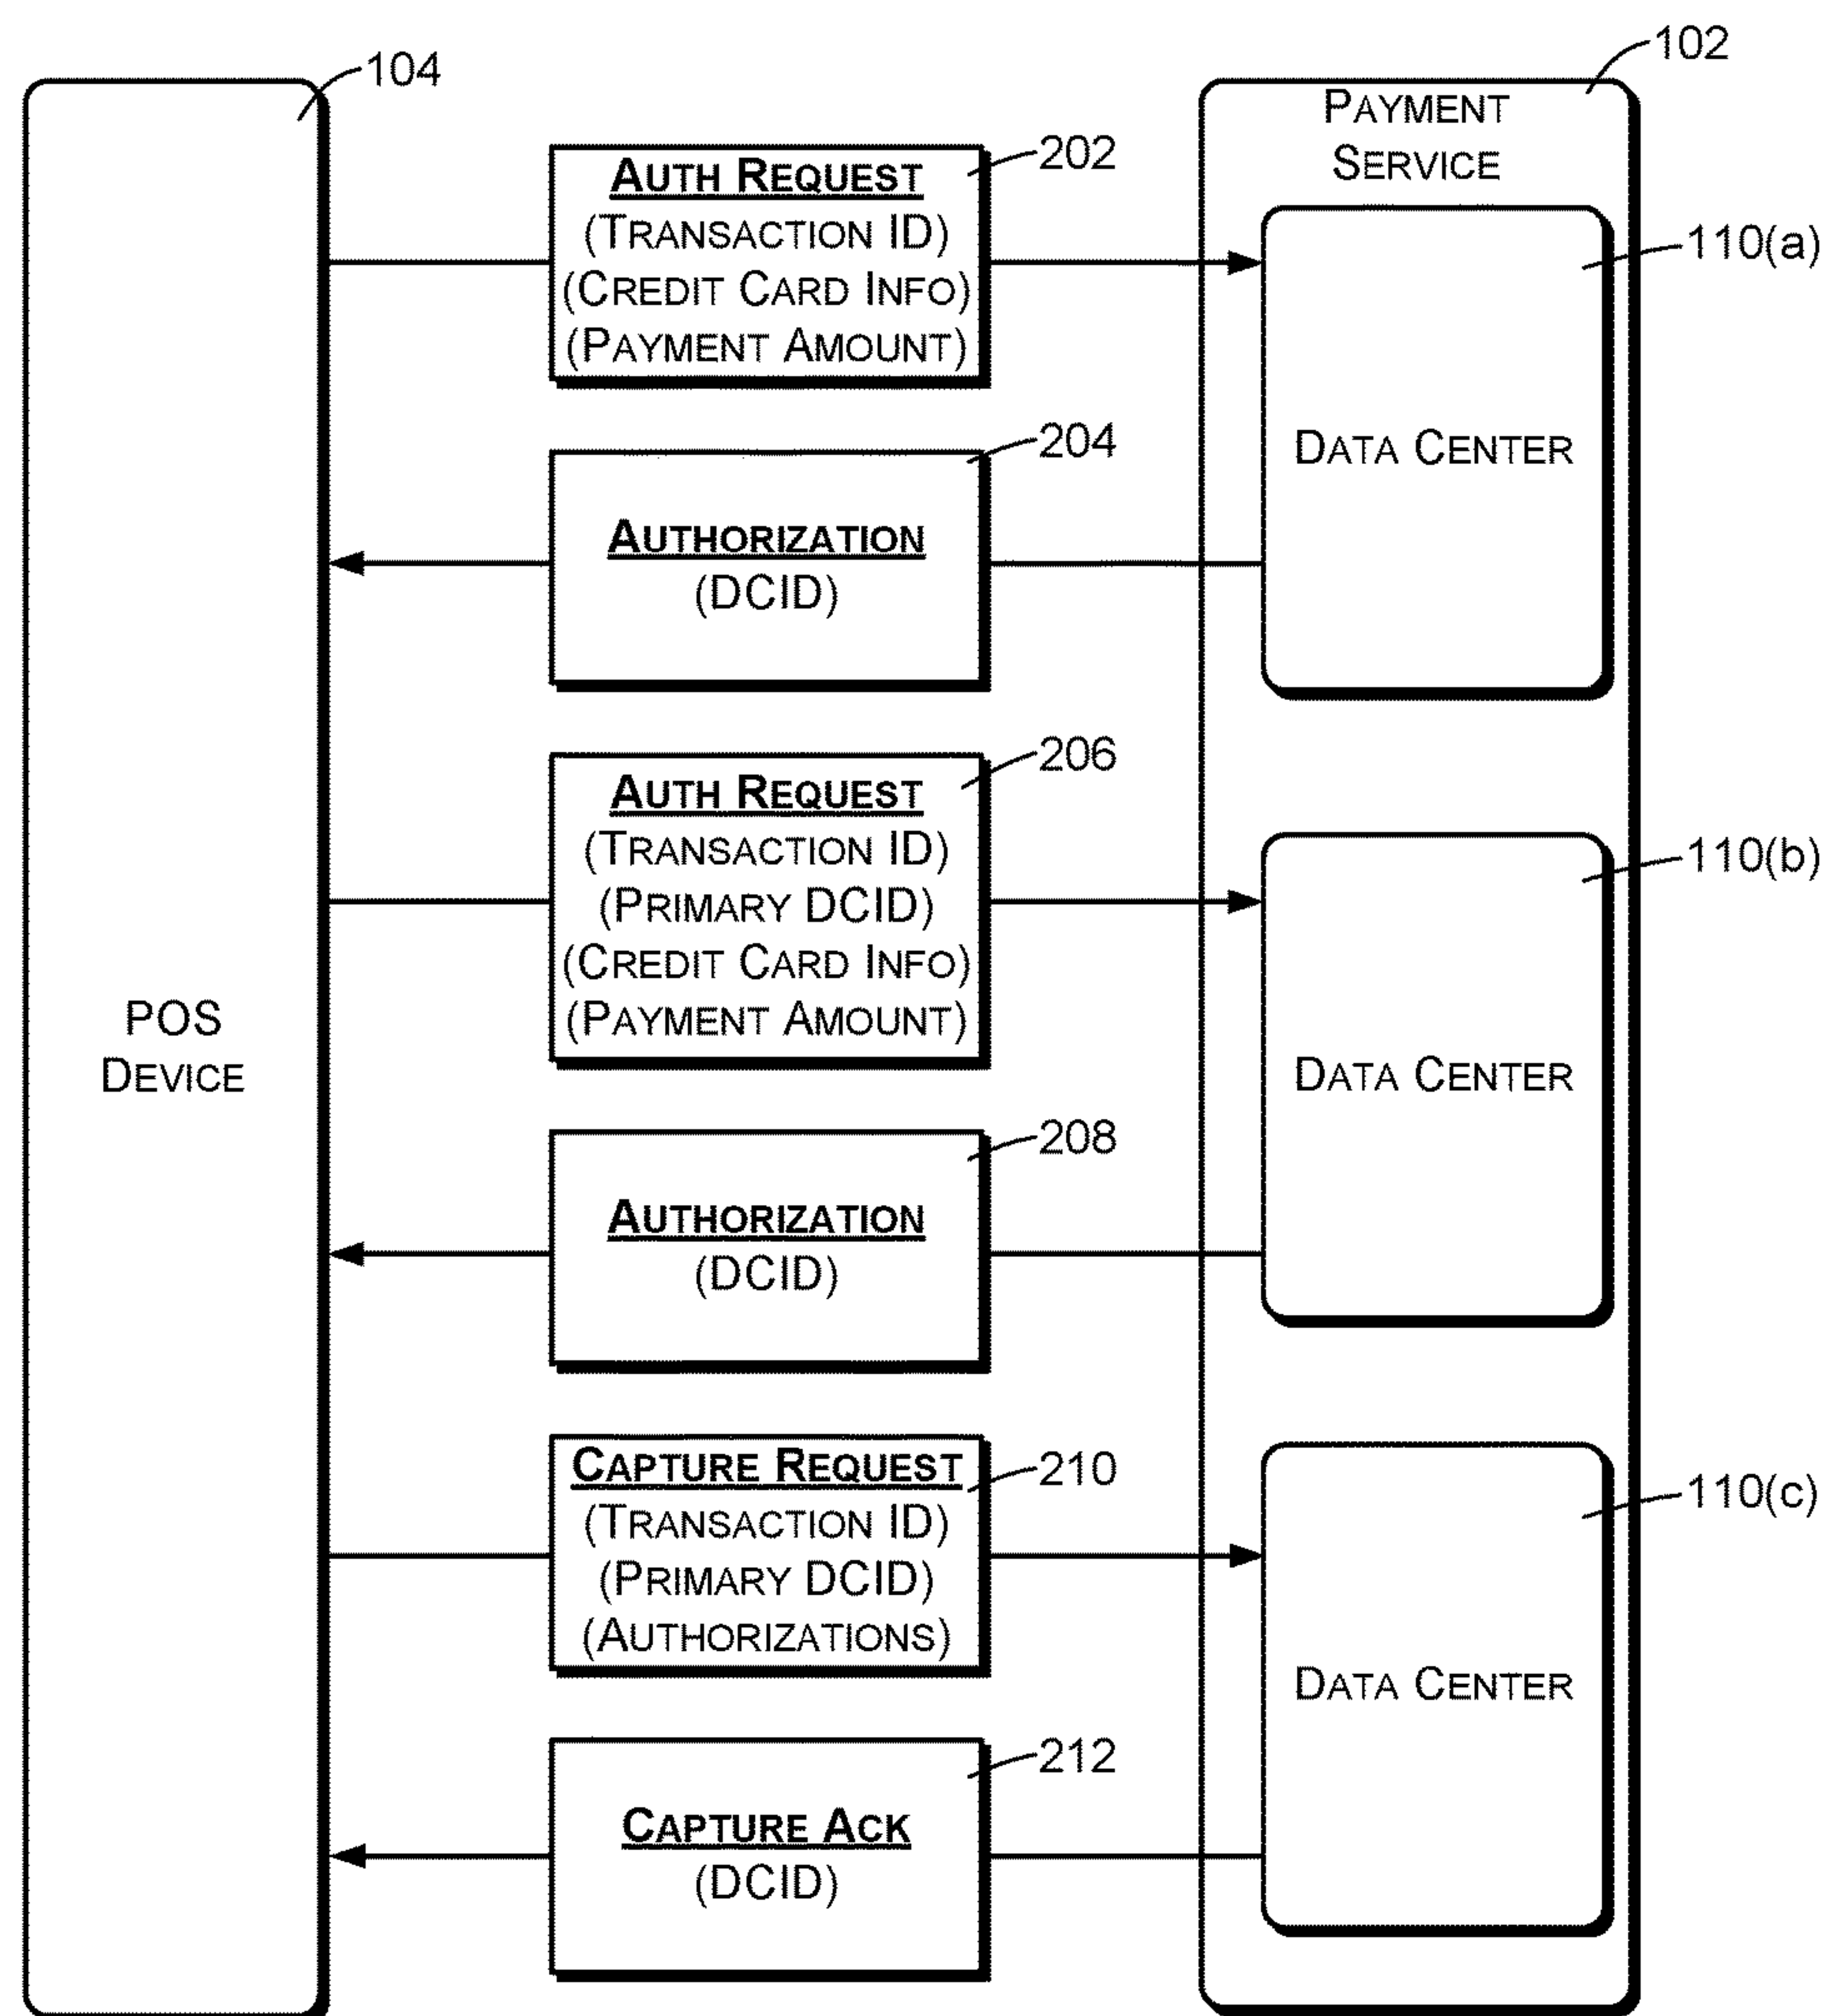 104
102
PAYMENT
SERVICE
202
AUTH REQUEST
(TRANSACTION ID)
(CREDIT CARD INFO)
(PAYMENT AMOUNT)
110(a)
DATA CENTER
204
AUTHORIZATION
(DCID)
206
AUTH REQUEST
(TRANSACTION ID)
(PRIMARY DCID)
(CREDIT CARD INFO)
(PAYMENT AMOUNT)
110(b)
DATA CENTER
POS
DEVICE
208
AUTHORIZATION
(DCID)
210
CAPTURE REQUEST
(TRANSACTION ID)
(PRIMARY DCID)
(AUTHORIZATIONS)
110(c)
DATA CENTER
212
CAPTURE ACK
(DCID)